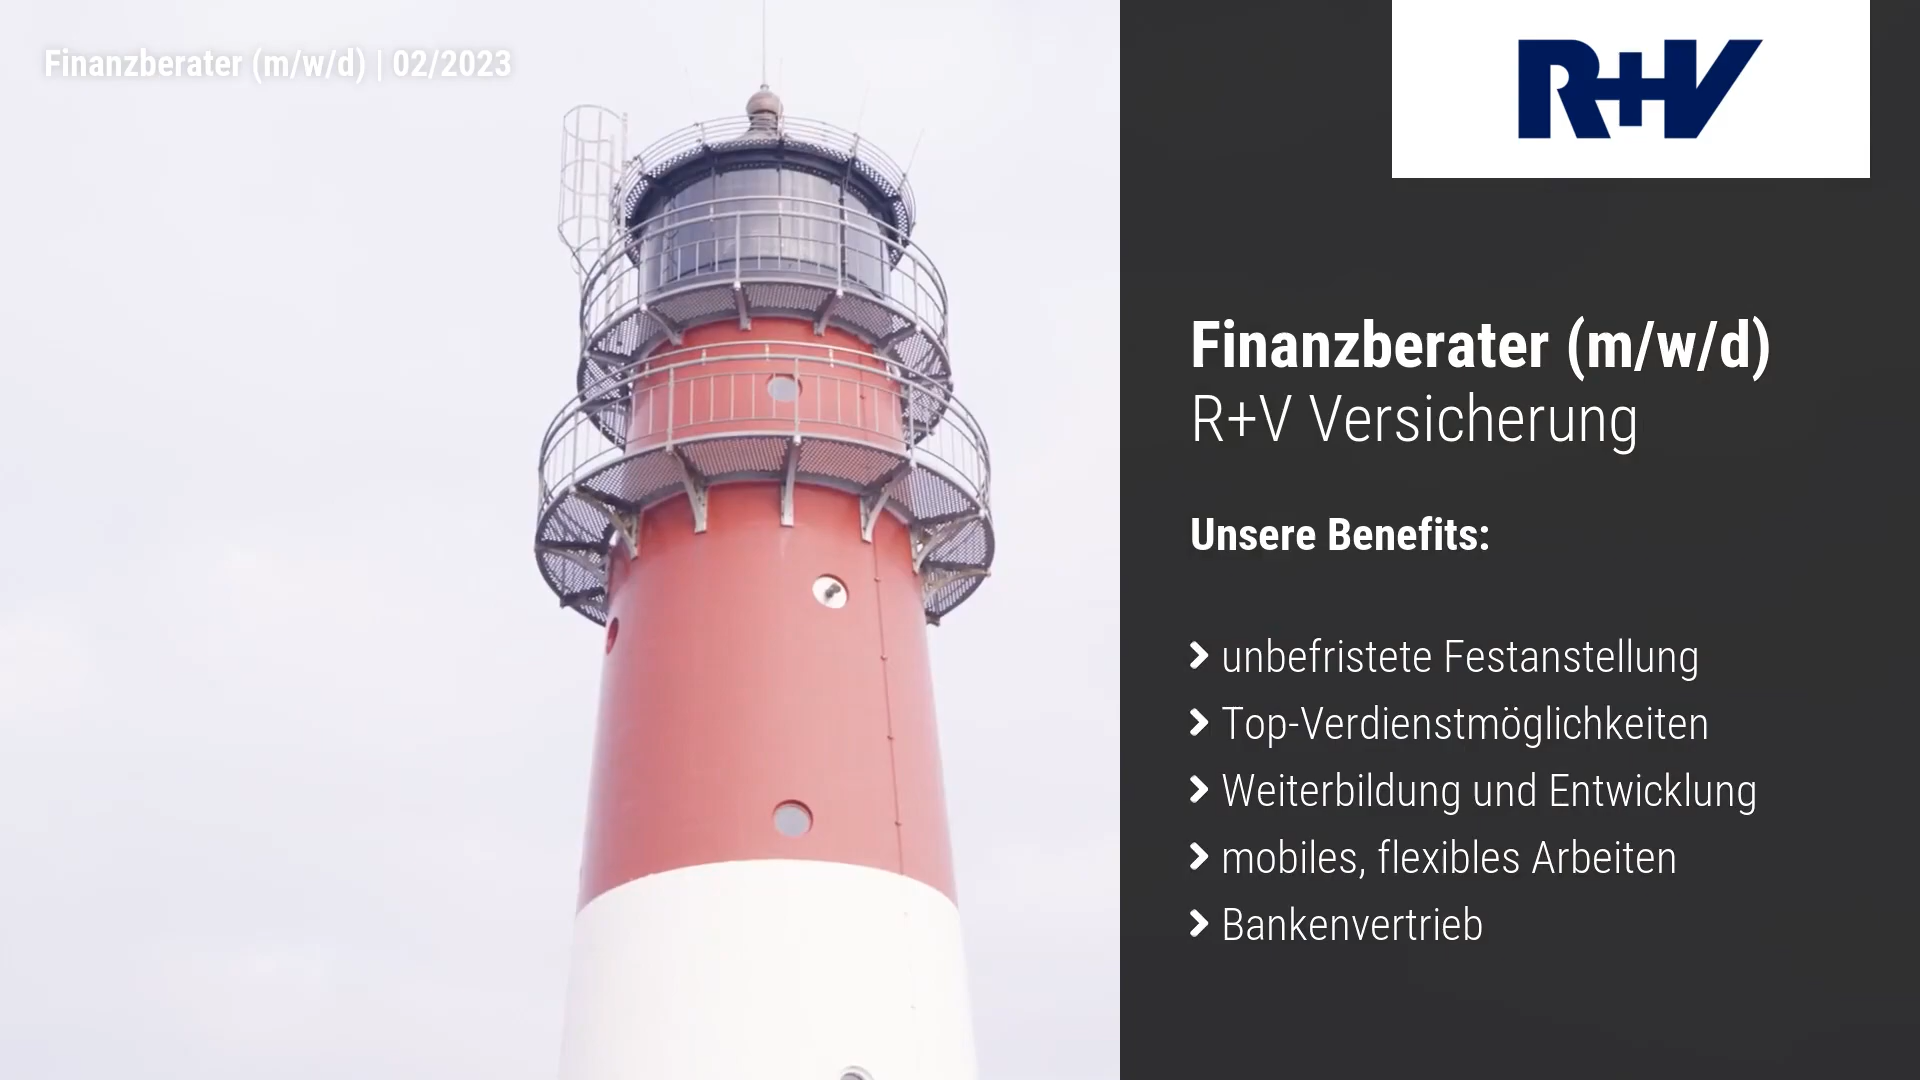 Finanzberater (m/w/d) | 02/2023
R+V
Finanzberater (m/w/d)
R+V Versicherung
Unsere Benefits:
unbefristete Festanstellung
Top-Verdienstmöglichkeiten
Weiterbildung und Entwicklung
mobiles, flexibles Arbeiten
Bankenvertrieb